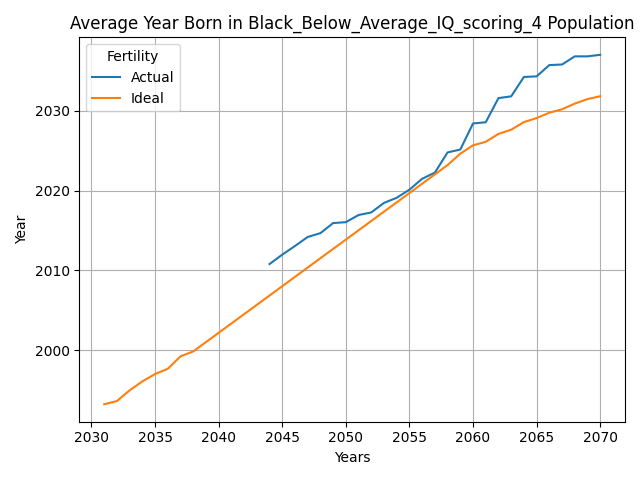 Average Year Born in Black_Below_Average_IQ_scoring_4 Population
Fertility
Actual
Ideal
Year
2030
2020
2010
2000
2030 2035 2040 2045 2050 2055 2060 2065 2070
Years